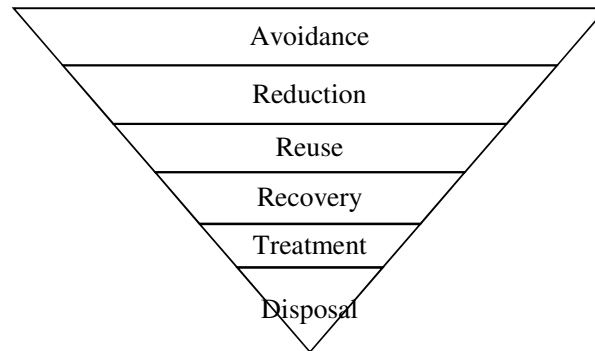 Avoidance
Reduction
Reuse
Recovery
Treatment
Disposal